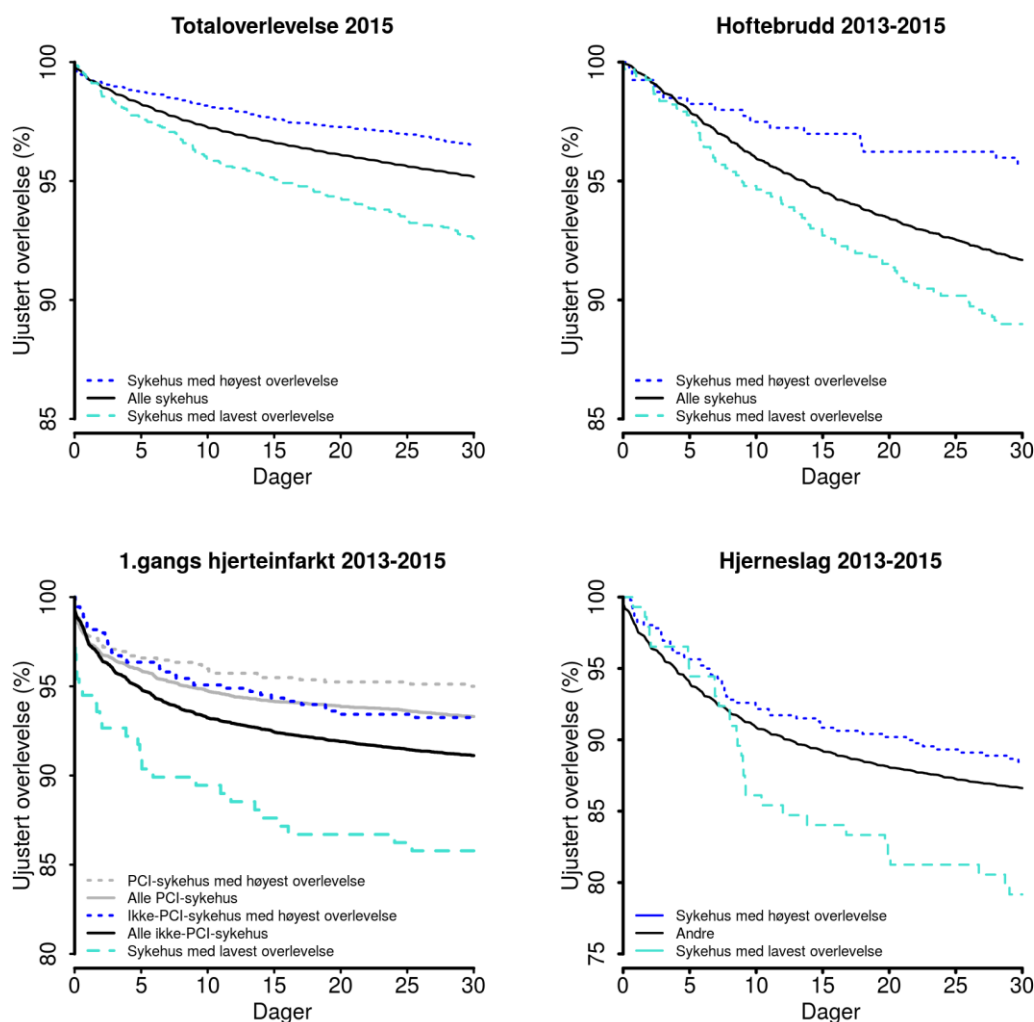 Totaloverlevelse 2015
Ujustert overlevelse (%)
100
95
90
85
Sykehus med høyest overlevelse
Alle sykehus
Sykehus med lavest overlevelse
0 5 10 15 20 25 30
Dager
Hoftebrudd 2013-2015
Ujustert overlevelse (%)
100
95
90
85
Sykehus med høyest overlevelse
Alle sykehus
Sykehus med lavest overlevelse
0 5 10 15 20 25 30
Dager
1.gangs hjerteinfarkt 2013-2015
Ujustert overlevelse (%)
100
95
90
85
80
PCI-sykehus med høyest overlevelse
Alle PCI-sykehus
Ikke-PCI-sykehus med høyest overlevelse
Alle ikke-PCI-sykehus
Sykehus med lavest overlevelse
0 5 10 15 20 25 30
Dager
Hjerneslag 2013-2015
Ujustert overlevelse (%)
100
95
90
85
80
75
Sykehus med høyest overlevelse
Andre
Sykehus med lavest overlevelse
0 5 10 15 20 25 30
Dager